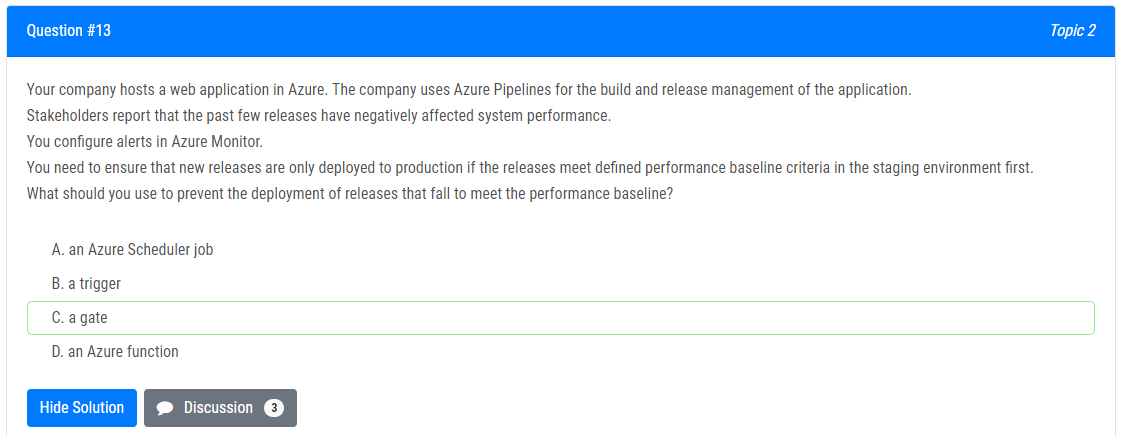 Question #13
Topic 2
Your company hosts a web application in Azure. The company uses Azure Pipelines for the build and release management of the application.
Stakeholders report that the past few releases have negatively affected system performance.
You configure alerts in Azure Monitor.
You need to ensure that new releases are only deployed to production if the releases meet defined performance baseline criteria in the staging environment first.
What should you use to prevent the deployment of releases that fall to meet the performance baseline?
A. an Azure Scheduler job
B. a trigger
C. a gate
D. an Azure function
Hide Solution
Discussion 3